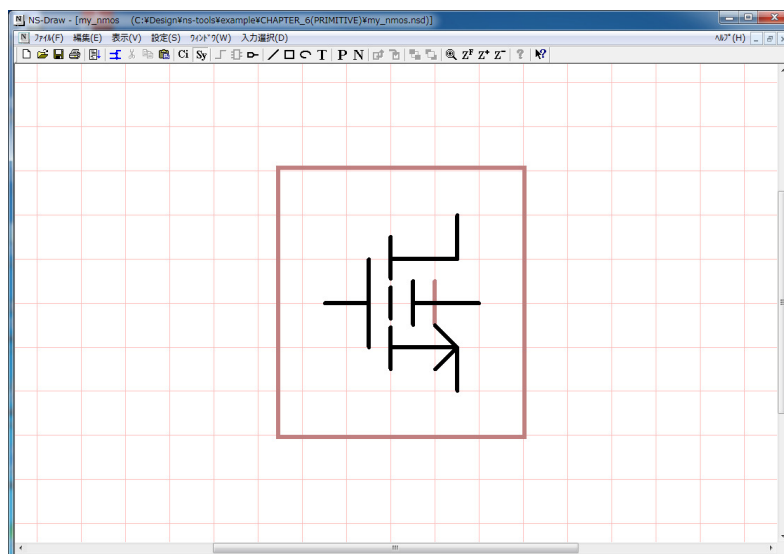 NS-Draw - [my_nmos (C:¥Design¥ns-tools¥example¥CHAPTER_6(PRIMITIVE)¥my_nmos.nsd)]
ﾌｧｲﾙ(F) 編集(E) 表示(V) 設定(S) ｳｨﾝﾄﾞｳ(W) 入力選択(D) ﾍﾙﾌﾟ(H)
Ci Sy T P N Z^F Z^+ Z^- ? ?